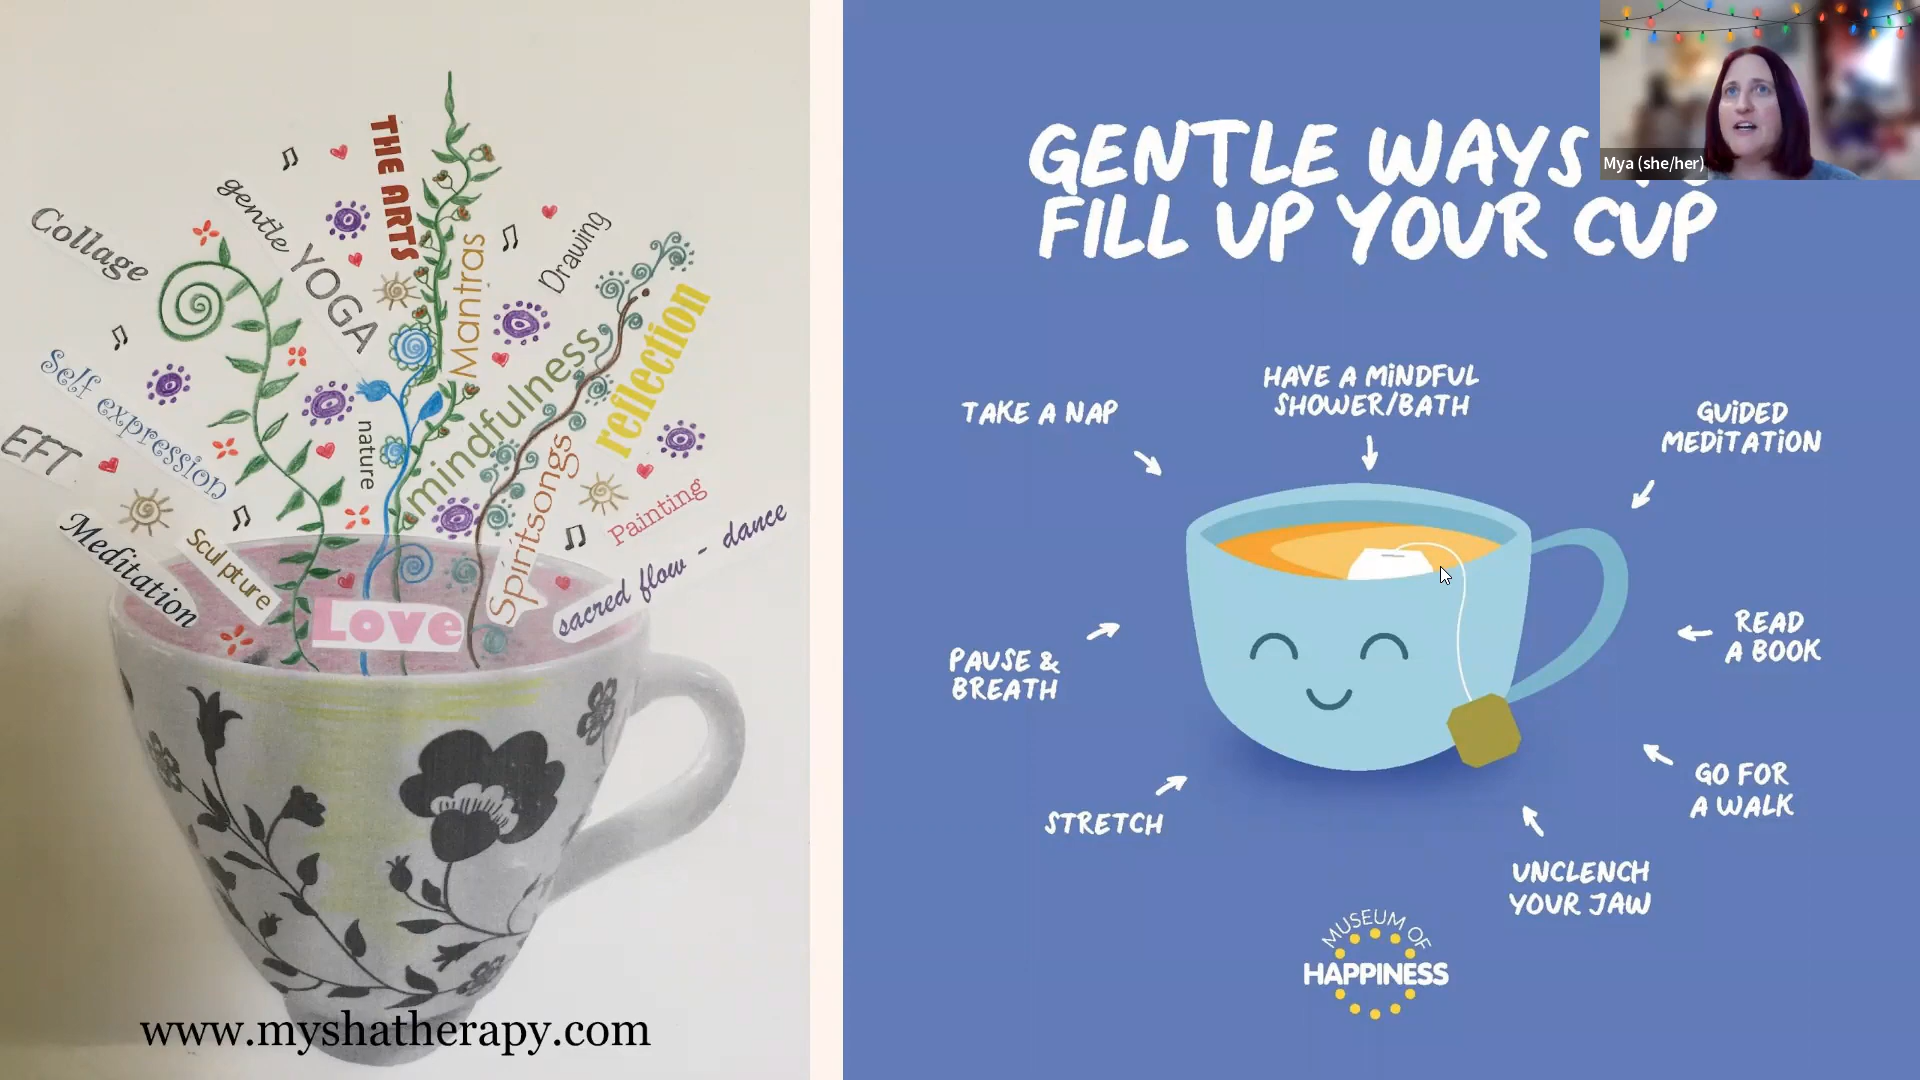 THE ARTS
gentle
YOGA
Collage
Mantras
Drawing
mindfulness
reflection
Self expression
nature
EFT
Spiritsongs
Painting
sacred flow - dance
Meditation
Sculpture
Love
www.myshatherapy.com
GENTLE WAYS
FILL UP YOUR CUP
HAVE A MINDFUL
SHOWER/BATH
TAKE A NAP
GUIDED
MEDITATION
PAUSE &
BREATH
READ
A BOOK
STRETCH
GO FOR
A WALK
UNCLENCH
YOUR JAW
MUSEUM OF
HAPPINESS
Mya (she/her)